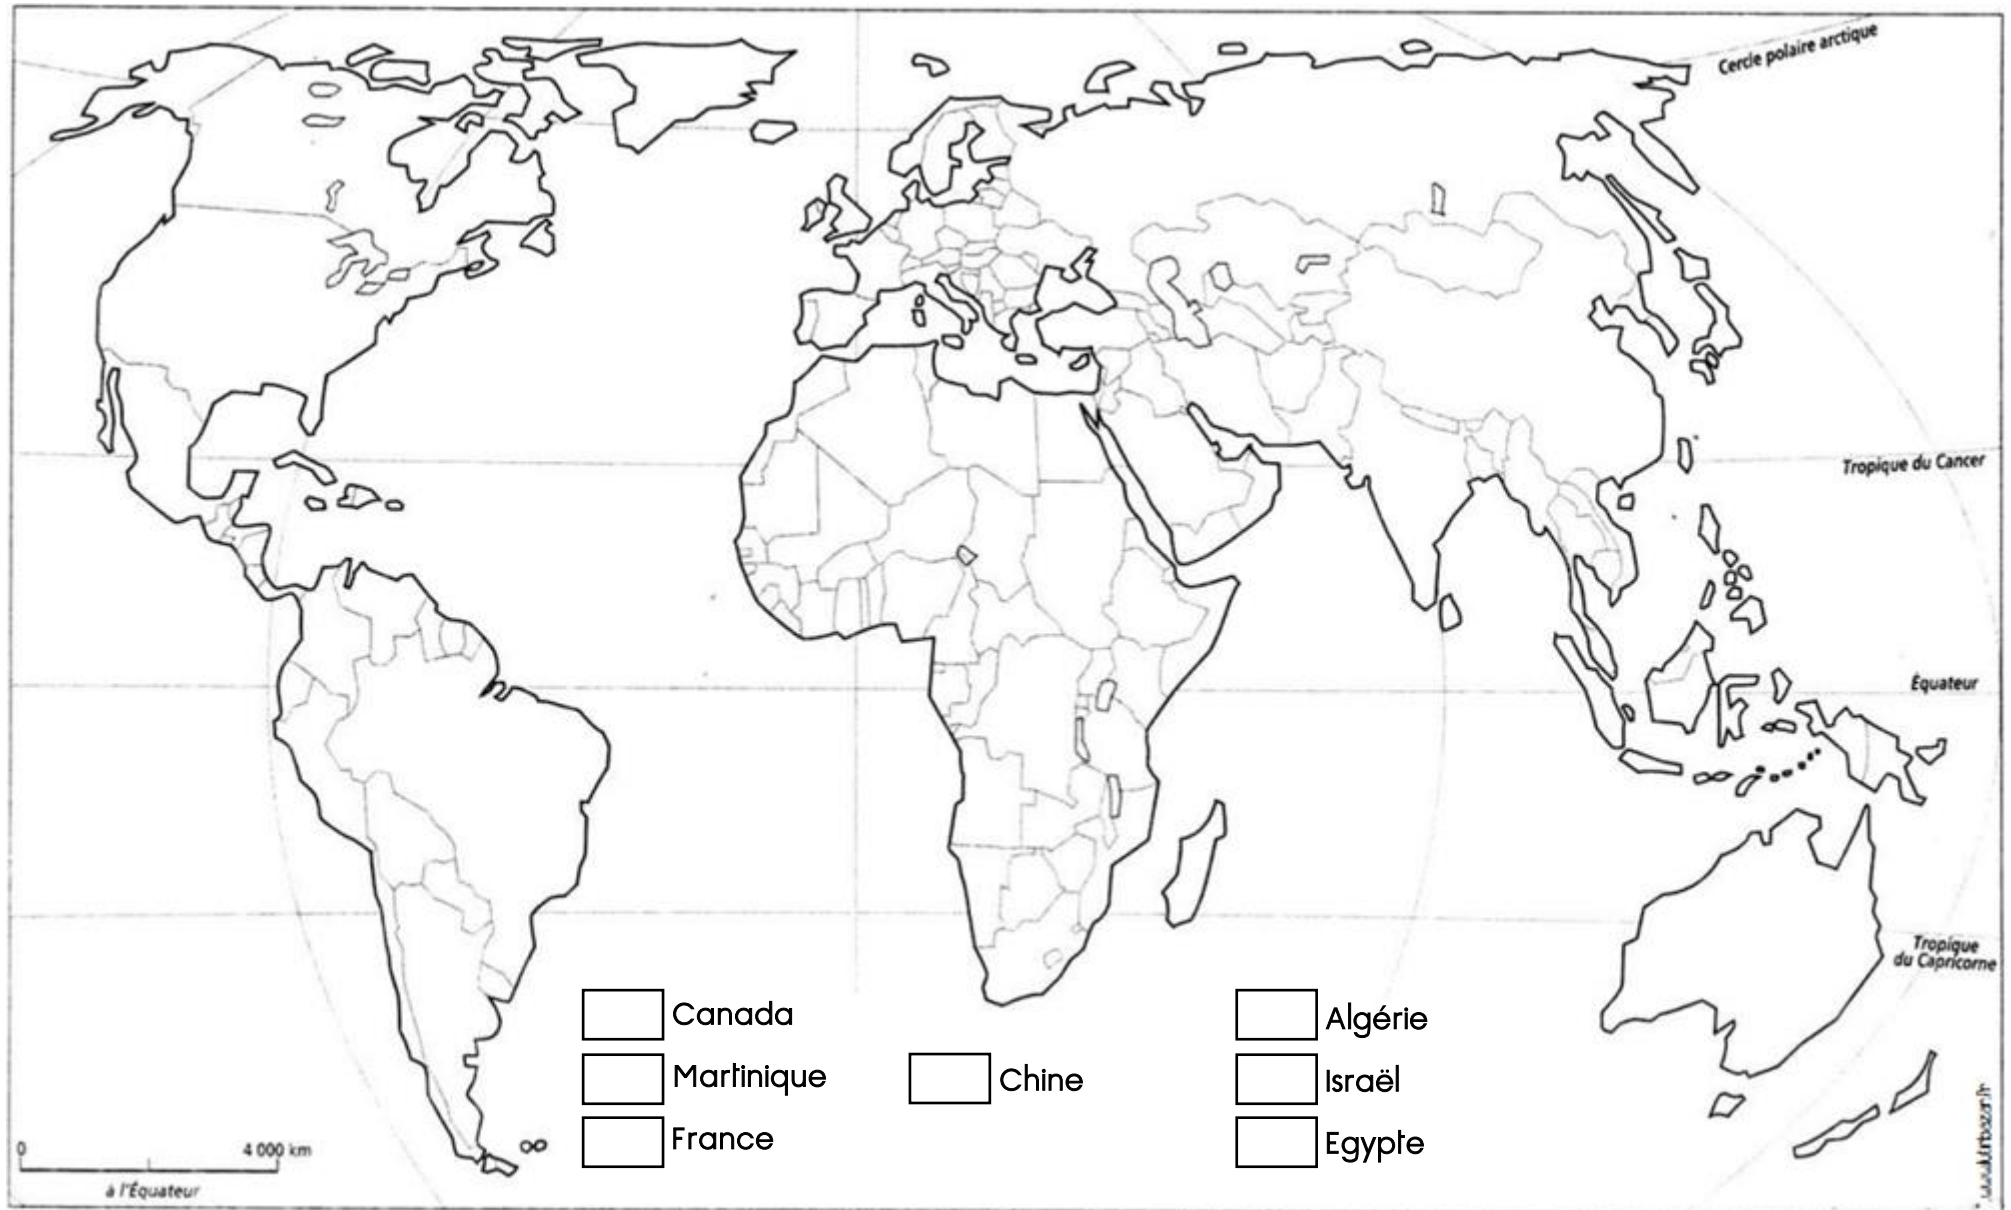 Cercle polaire arctique
Tropique du Cancer
Équateur
Tropique
du Capricorne
Canada
Martinique
France
Chine
Algérie
Israël
Egypte
0 4 000 km
à l'Équateur